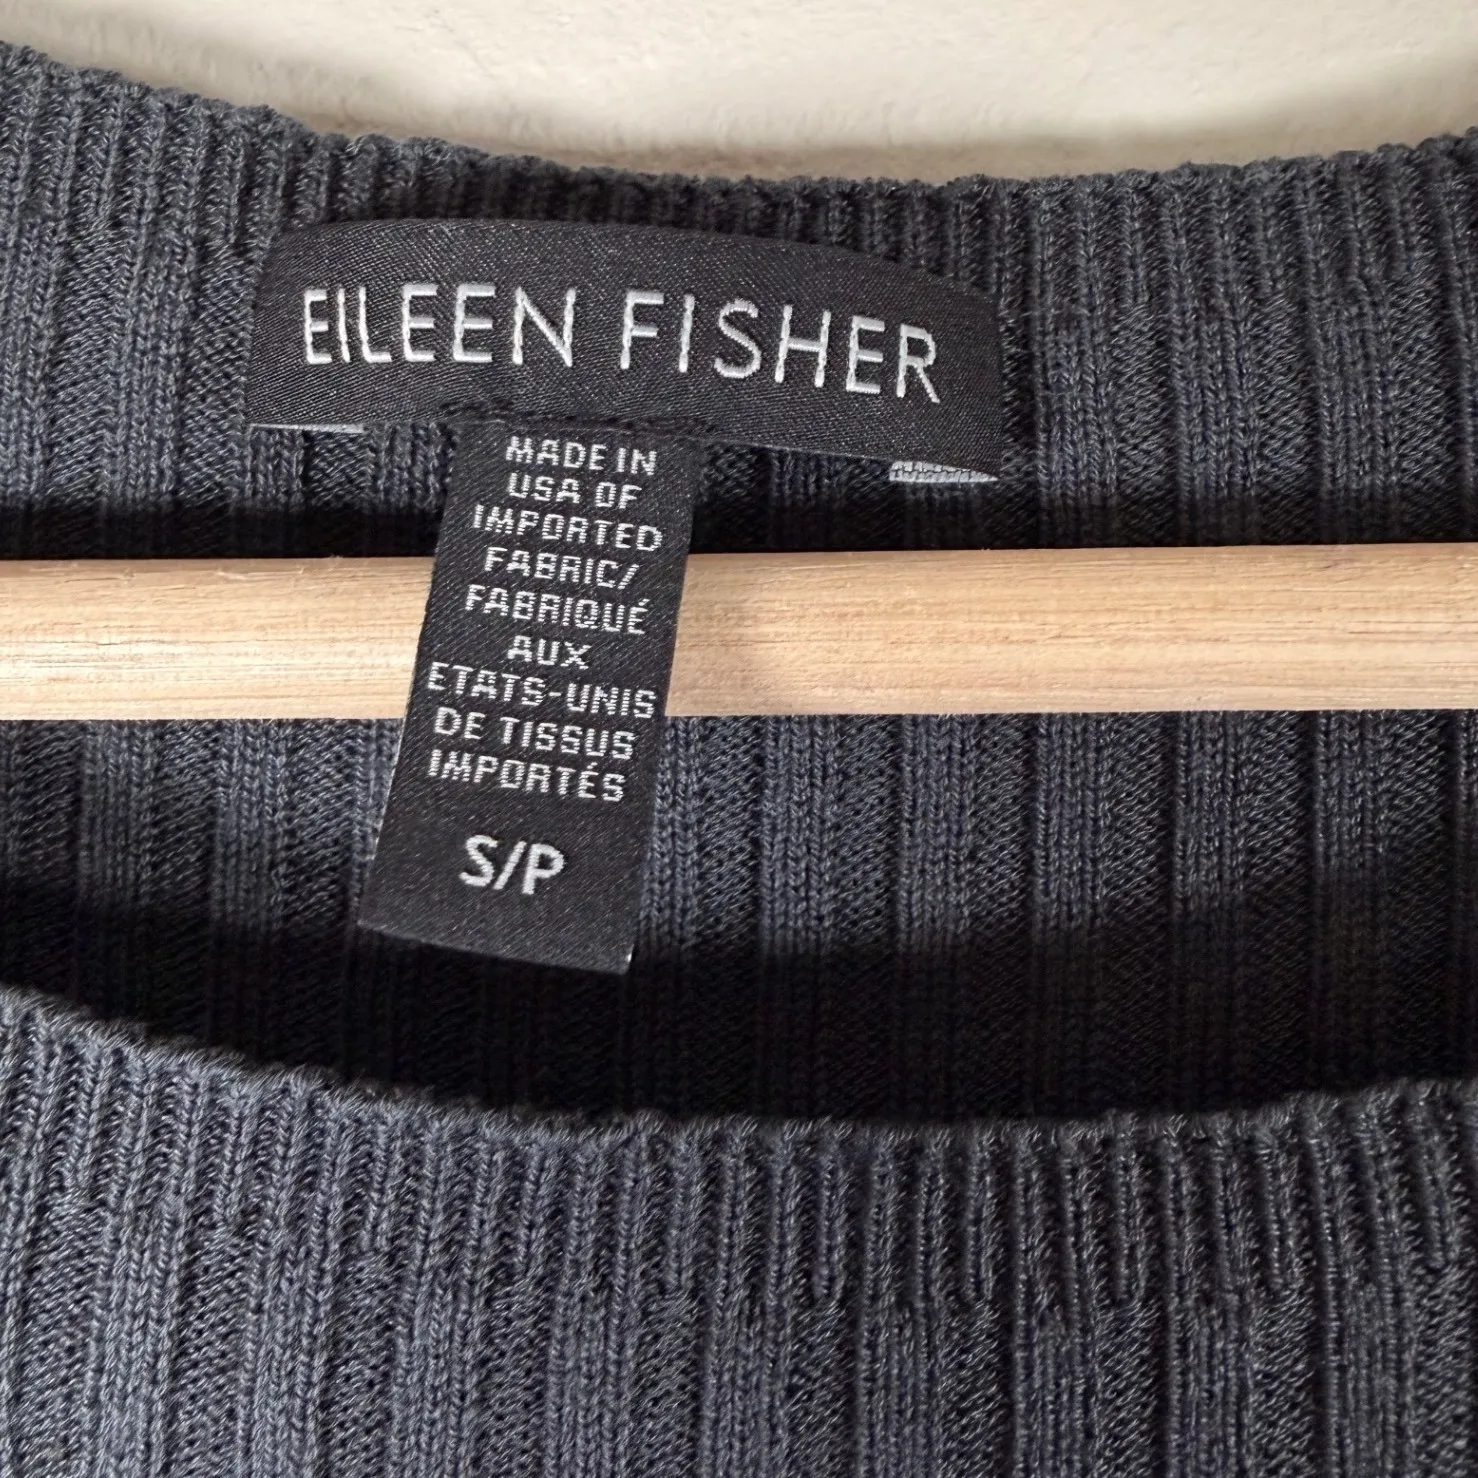 EILEEN FISHER
MADE IN
USA OF
IMPORTED
FABRIC/
FABRIQUÉ
AUX
ETATS-UNIS
DE TISSUS
IMPORTÉS
S/P